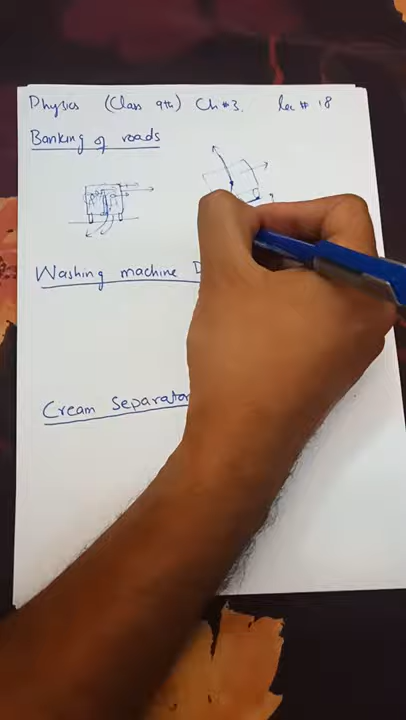 Physics (Class 9th) Ch #3. lec # 18
Banking of roads
Washing machine D
Cream Separator